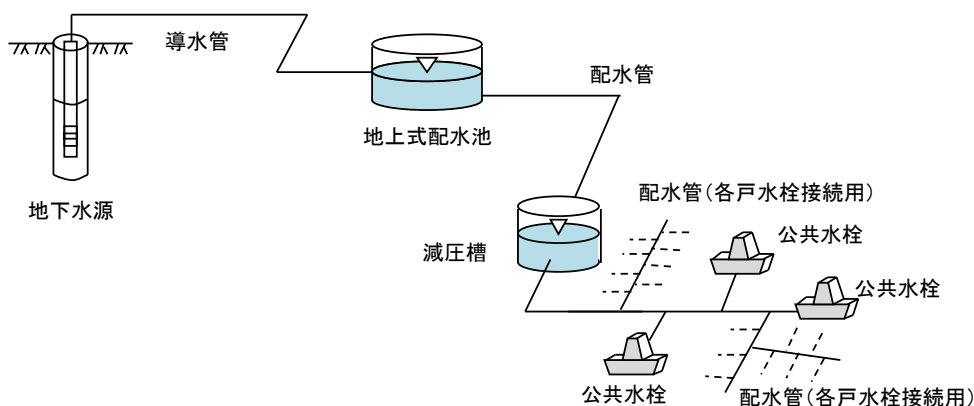 導水管
配水管
地上式配水池
地下水源
配水管(各戸水栓接続用)
公共水栓
減圧槽
公共水栓
公共水栓
配水管(各戸水栓接続用)